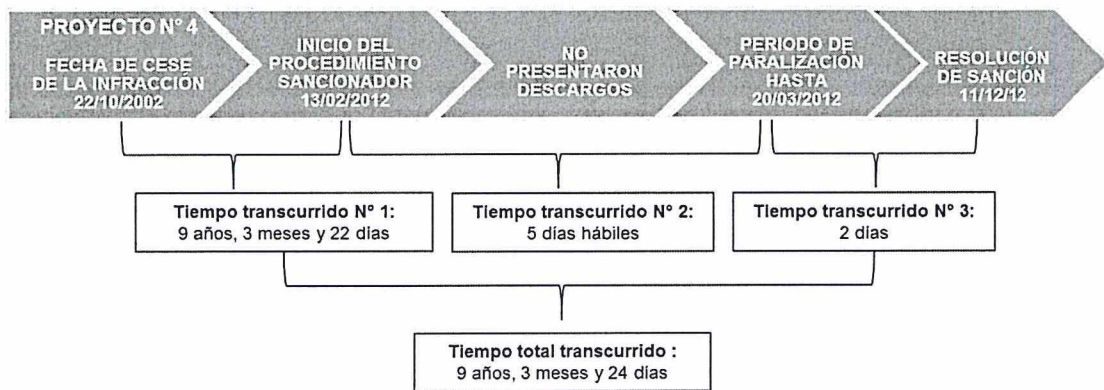 PROYECTO N° 4
FECHA DE CESE
DE LA INFRACCIÓN
22/10/2002
INICIO DEL
PROCEDIMIENTO
SANCIONADOR
13/02/2012
NO
PRESENTARON
DESCARGOS
PERIODO DE
PARALIZACIÓN
HASTA
20/03/2012
RESOLUCIÓN
DE SANCIÓN
11/12/12
Tiempo transcurrido N° 1:
9 años, 3 meses y 22 días
Tiempo transcurrido N° 2:
5 días hábiles
Tiempo transcurrido N° 3:
2 días
Tiempo total transcurrido :
9 años, 3 meses y 24 días